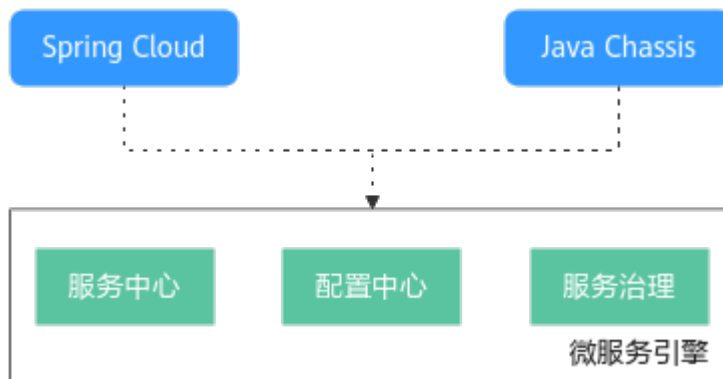 Spring Cloud
Java Chassis
服务中心
配置中心
服务治理
微服务引擎